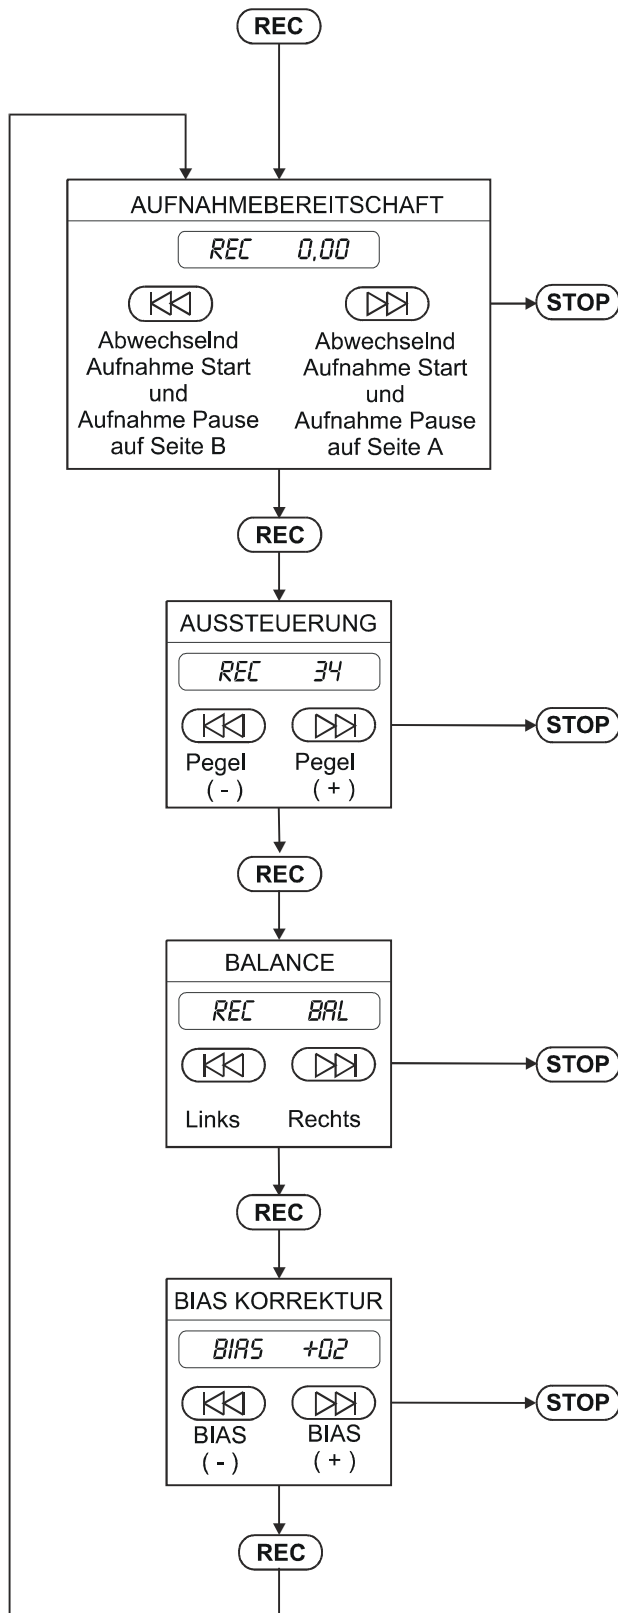 REC
AUFNAHMEBEREITSCHAFT
REC 0,00
Abwechselnd
Aufnahme Start
und
Aufnahme Pause
auf Seite B
Abwechselnd
Aufnahme Start
und
Aufnahme Pause
auf Seite A
STOP
REC
AUSSTEUERUNG
REC 34
Pegel
( - )
Pegel
( + )
STOP
REC
BALANCE
REC BAL
Links Rechts
STOP
REC
BIAS KORREKTUR
BIAS +02
BIAS
( - )
BIAS
( + )
STOP
REC